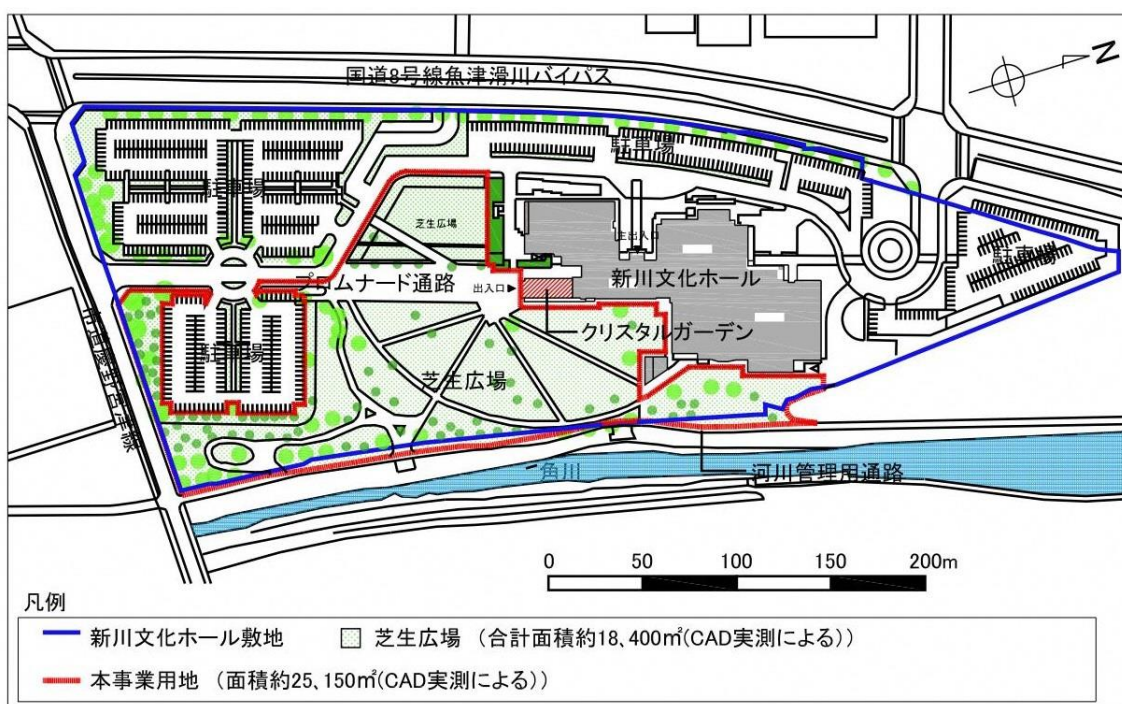 国道8号線魚津滑川バイパス
N
駐車場
駐車場
芝生広場
主出入口
駐車場
プロムナード通路
出入口
新川文化ホール
クリスタルガーデン
駐車場
芝生広場
角川
河川管理用通路
0 50 100 150 200m
凡例
新川文化ホール敷地
芝生広場 (合計面積約18、400㎡(CAD実測による))
本事業用地 (面積約25、150㎡(CAD実測による))